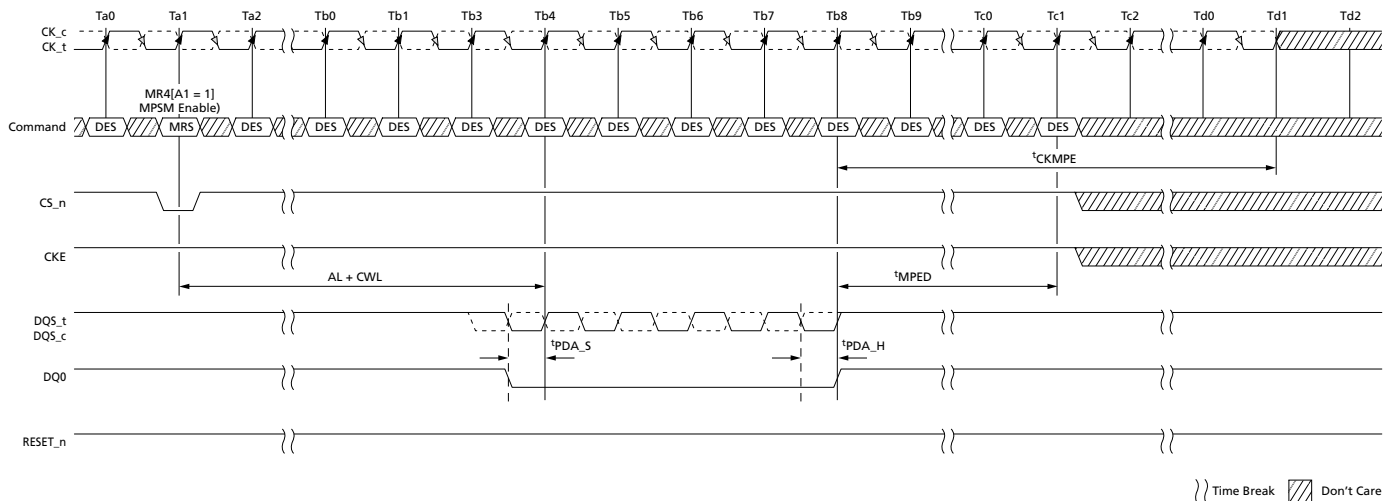 Ta0 Ta1 Ta2 Tb0 Tb1 Tb3 Tb4 Tb5 Tb6 Tb7 Tb8 Tb9 Tc0 Tc1 Tc2 Td0 Td1 Td2
CK_c
CK_t
MR4[A1 = 1]
MPSM Enable)
Command DES MRS DES DES DES DES DES DES DES DES DES DES DES DES
tCKMPE
CS_n
CKE
AL + CWL tMPED
DQS_t
DQS_c
tPDA_S tPDA_H
DQ0
RESET_n
Time Break Don't Care